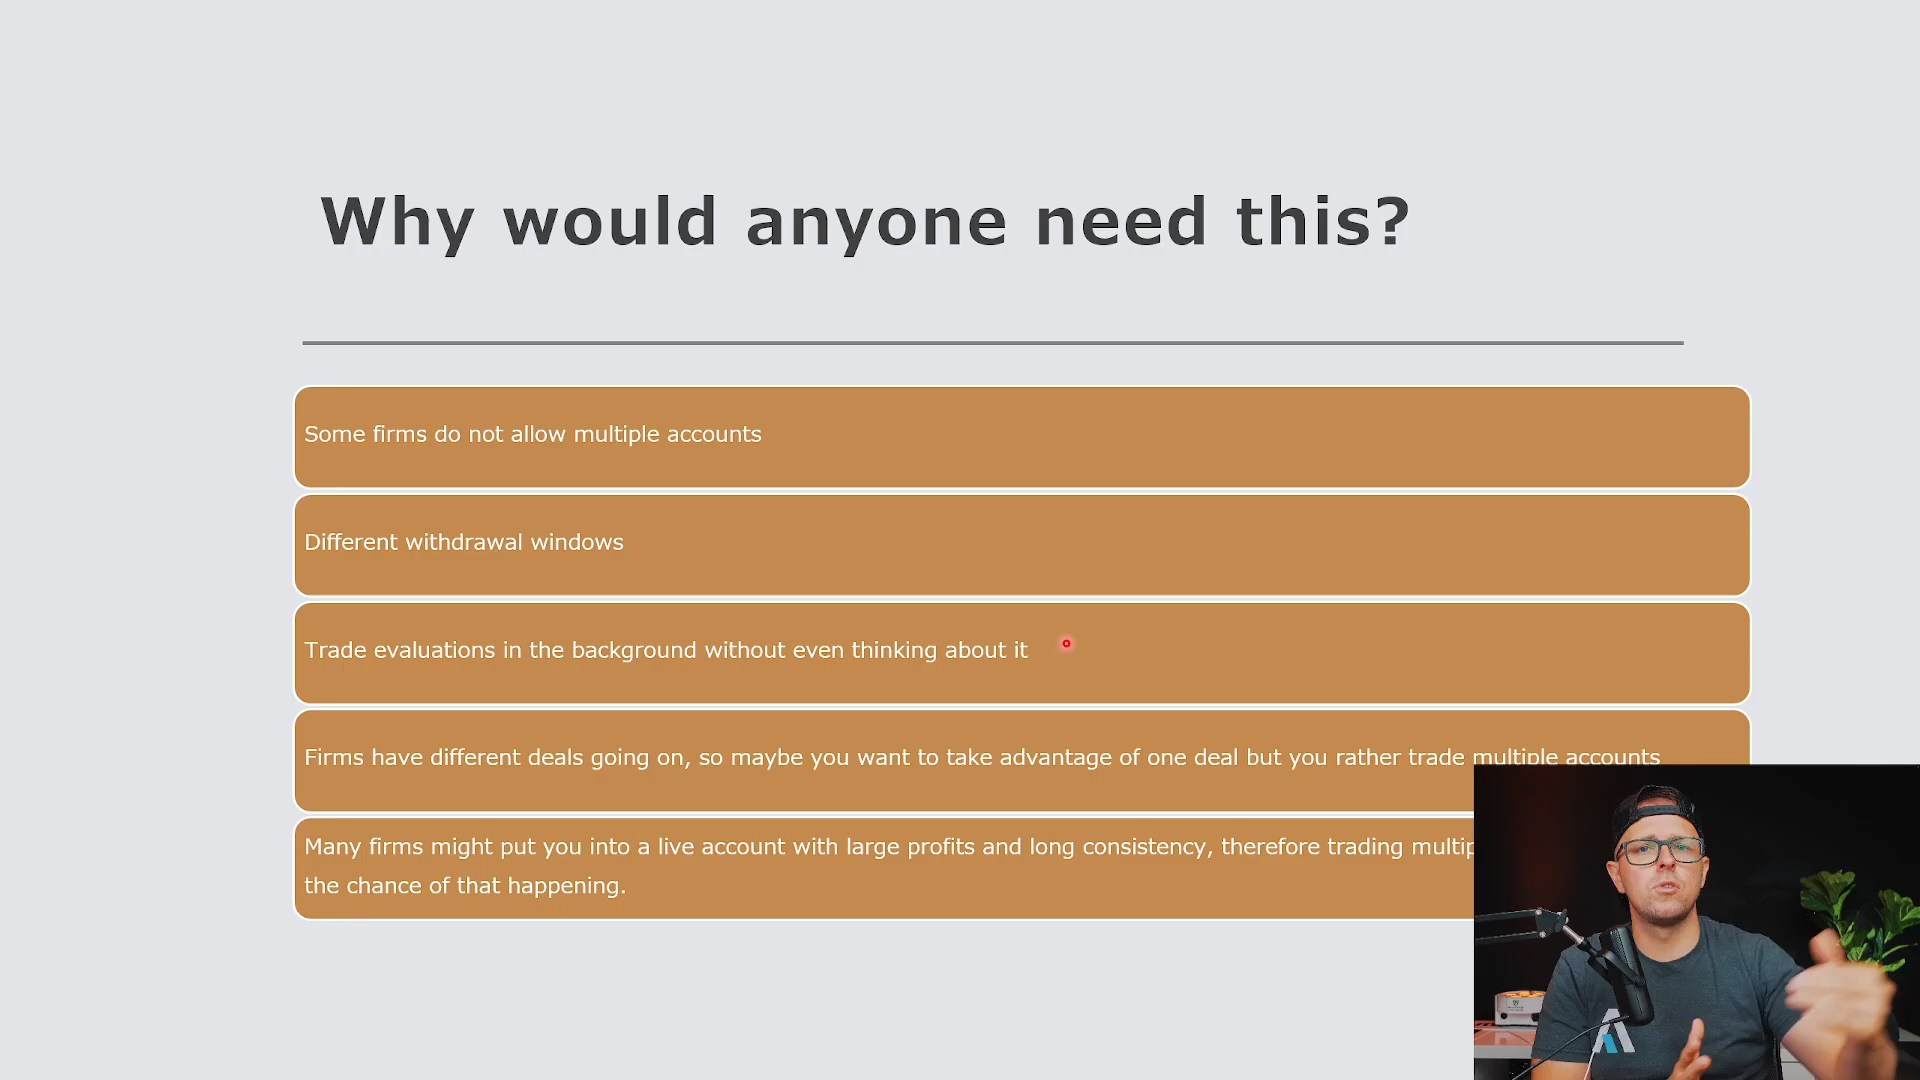 Why would anyone need this?
Some firms do not allow multiple accounts
Different withdrawal windows
Trade evaluations in the background without even thinking about it
Firms have different deals going on, so maybe you want to take advantage of one deal but you rather trade multiple accounts
Many firms might put you into a live account with large profits and long consistency, therefore trading
the chance of that happening.